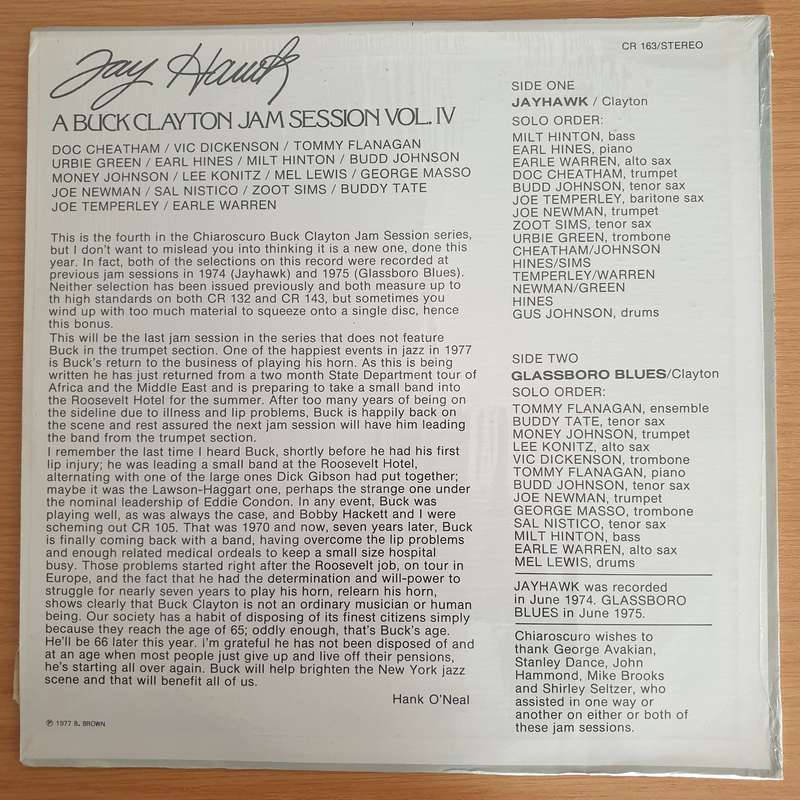 Jay Hawk
CR 163/STEREO
A BUCK CLAYTON JAM SESSION VOL. IV
DOC CHEATHAM / VIC DICKENSON / TOMMY FLANAGAN
URBIE GREEN / EARL HINES / MILT HINTON / BUDD JOHNSON
MONEY JOHNSON / LEE KONITZ / MEL LEWIS / GEORGE MASSO
JOE NEWMAN / SAL NISTICO / ZOOT SIMS / BUDDY TATE
JOE TEMPERLEY / EARLE WARREN
This is the fourth in the Chiaroscuro Buck Clayton Jam Session series,
but I don't want to mislead you into thinking it is a new one, done this
year. In fact, both of the selections on this record were recorded at
previous jam sessions in 1974 (Jayhawk) and 1975 (Glassboro Blues).
Neither selection has been issued previously and both measure up to
th high standards on both CR 132 and CR 143, but sometimes you
wind up with too much material to squeeze onto a single disc, hence
this bonus.
This will be the last jam session in the series that does not feature
Buck in the trumpet section. One of the happiest events in jazz in 1977
is Buck's return to the business of playing his horn. As this is being
written he has just returned from a two month State Department tour of
Africa and the Middle East and is preparing to take a small band into
the Roosevelt Hotel for the summer. After too many years of being on
the sideline due to illness and lip problems, Buck is happily back on
the scene and rest assured the next jam session will have him leading
the band from the trumpet section.
I remember the last time I heard Buck, shortly before he had his first
lip injury; he was leading a small band at the Roosevelt Hotel,
alternating with one of the large ones Dick Gibson had put together;
maybe it was the Lawson-Haggart one, perhaps the strange one under
the nominal leadership of Eddie Condon. In any event, Buck was
playing well, as was always the case, and Bobby Hackett and I were
scheming out CR 105. That was 1970 and now, seven years later, Buck
is finally coming back with a band, having overcome the lip problems
and enough related medical ordeals to keep a small size hospital
busy. Those problems started right after the Roosevelt job, on tour in
Europe, and the fact that he had the determination and will-power to
struggle for nearly seven years to play his horn, relearn his horn,
shows clearly that Buck Clayton is not an ordinary musician or human
being. Our society has a habit of disposing of its finest citizens simply
because they reach the age of 65; oddly enough, that's Buck's age.
He'll be 66 later this year. i'm grateful he has not been disposed of and
at an age when most people just give up and live off their pensions,
he's starting all over again. Buck will help brighten the New York jazz
scene and that will benefit all of us.
Hank O'Neal
℗ 1977 B. BROWN
SIDE ONE
JAYHAWK / Clayton
SOLO ORDER:
MILT HINTON, bass
EARL HINES, piano
EARLE WARREN, alto sax
DOC CHEATHAM, trumpet
BUDD JOHNSON, tenor sax
JOE TEMPERLEY, baritone sax
JOE NEWMAN, trumpet
ZOOT SIMS, tenor sax
URBIE GREEN, trombone
CHEATHAM/JOHNSON
HINES/SIMS
TEMPERLEY/WARREN
NEWMAN/GREEN
HINES
GUS JOHNSON, drums
SIDE TWO
GLASSBORO BLUES/Clayton
SOLO ORDER:
TOMMY FLANAGAN, ensemble
BUDDY TATE, tenor sax
MONEY JOHNSON, trumpet
LEE KONITZ, alto sax
VIC DICKENSON, trombone
TOMMY FLANAGAN, piano
BUDD JOHNSON, tenor sax
JOE NEWMAN, trumpet
GEORGE MASSO, trombone
SAL NISTICO, tenor sax
MILT HINTON, bass
EARLE WARREN, alto sax
MEL LEWIS, drums
JAYHAWK was recorded
in June 1974. GLASSBORO
BLUES in June 1975.
Chiaroscuro wishes to
thank George Avakian,
Stanley Dance, John
Hammond, Mike Brooks
and Shirley Seltzer, who
assisted in one way or
another on either or both of
these jam sessions.